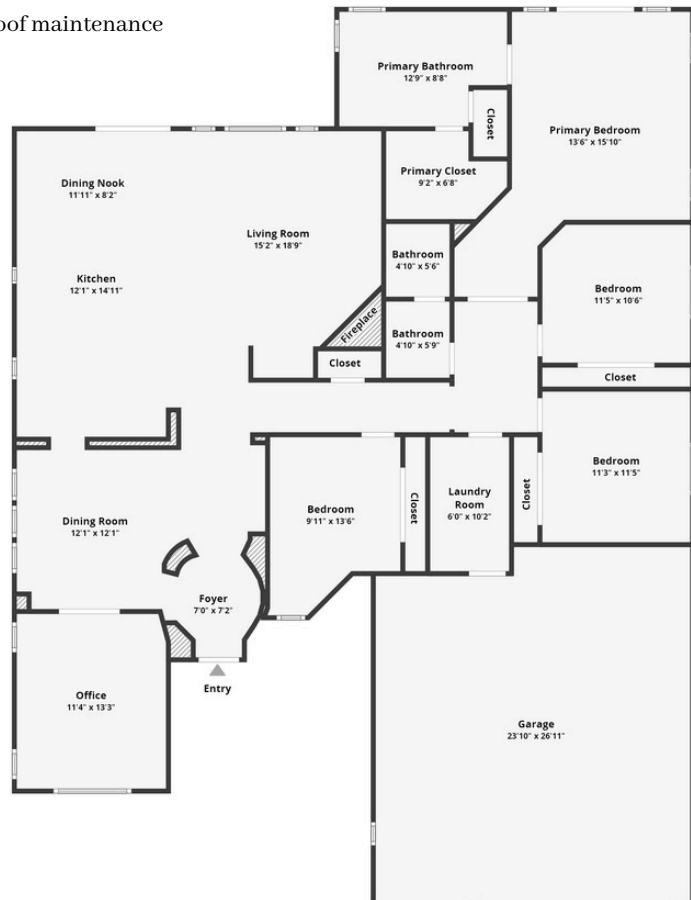 oof maintenance
Primary Bathroom
12'9" x 8'8"
Closet
Primary Bedroom
13'6" x 15'10"
Primary Closet
9'2" x 6'8"
Dining Nook
11'11" x 8'2"
Living Room
15'2" x 18'9"
Bathroom
4'10" x 5'6"
Kitchen
12'1" x 14'11"
Bedroom
11'5" x 10'6"
Fireplace
Bathroom
4'10" x 5'9"
Closet
Closet
Bedroom
11'3" x 11'5"
Bedroom
9'11" x 13'6"
Closet
Laundry
Room
6'0" x 10'2"
Closet
Dining Room
12'1" x 12'1"
Foyer
7'0" x 7'2"
Entry
Office
11'4" x 13'3"
Garage
23'10" x 26'11"